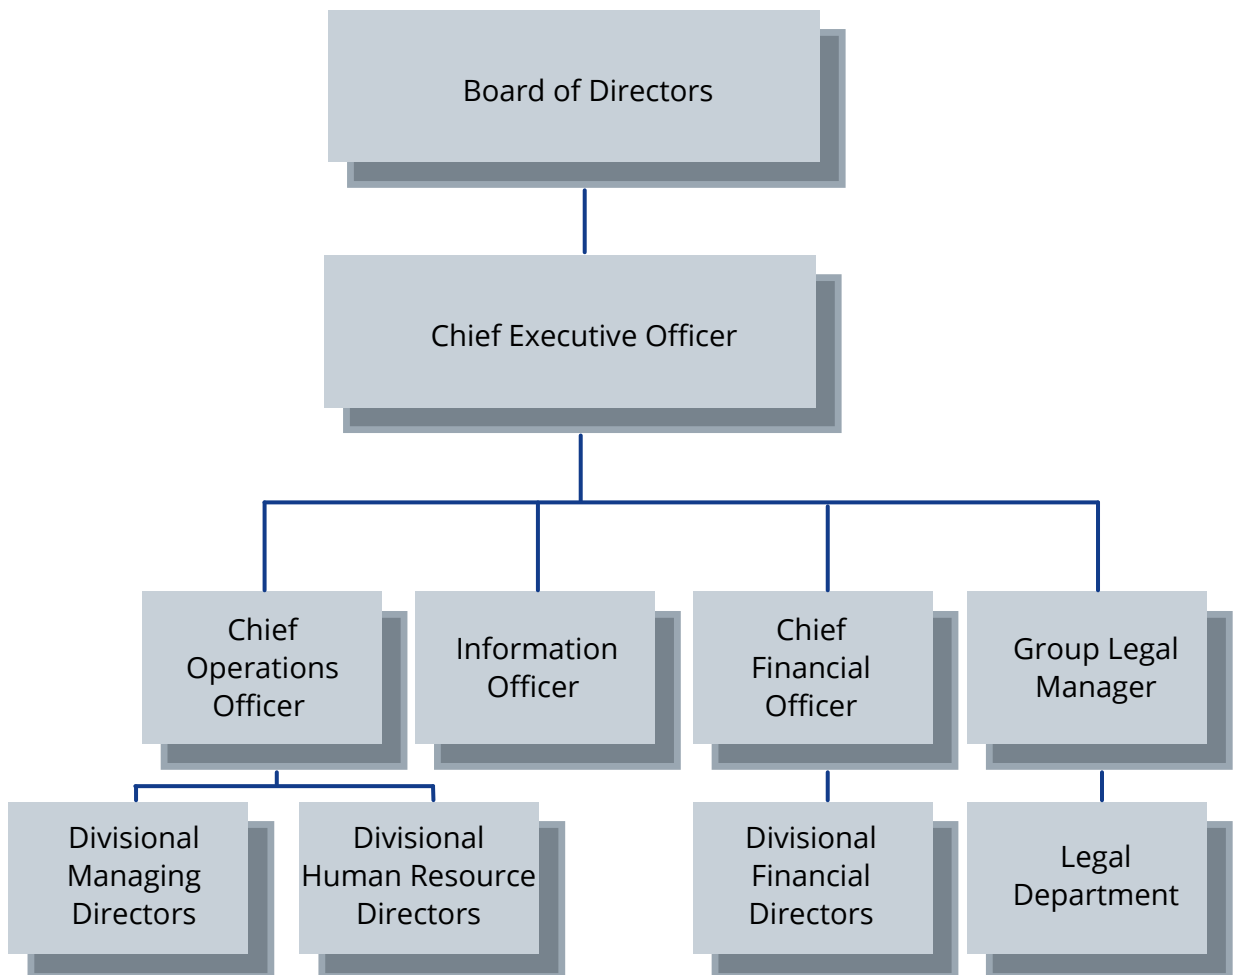 Board of Directors
Chief Executive Officer
Chief
Operations
Officer
Information
Officer
Chief
Financial
Officer
Group Legal
Manager
Divisional
Managing
Directors
Divisional
Human Resource
Directors
Divisional
Financial
Directors
Legal
Department